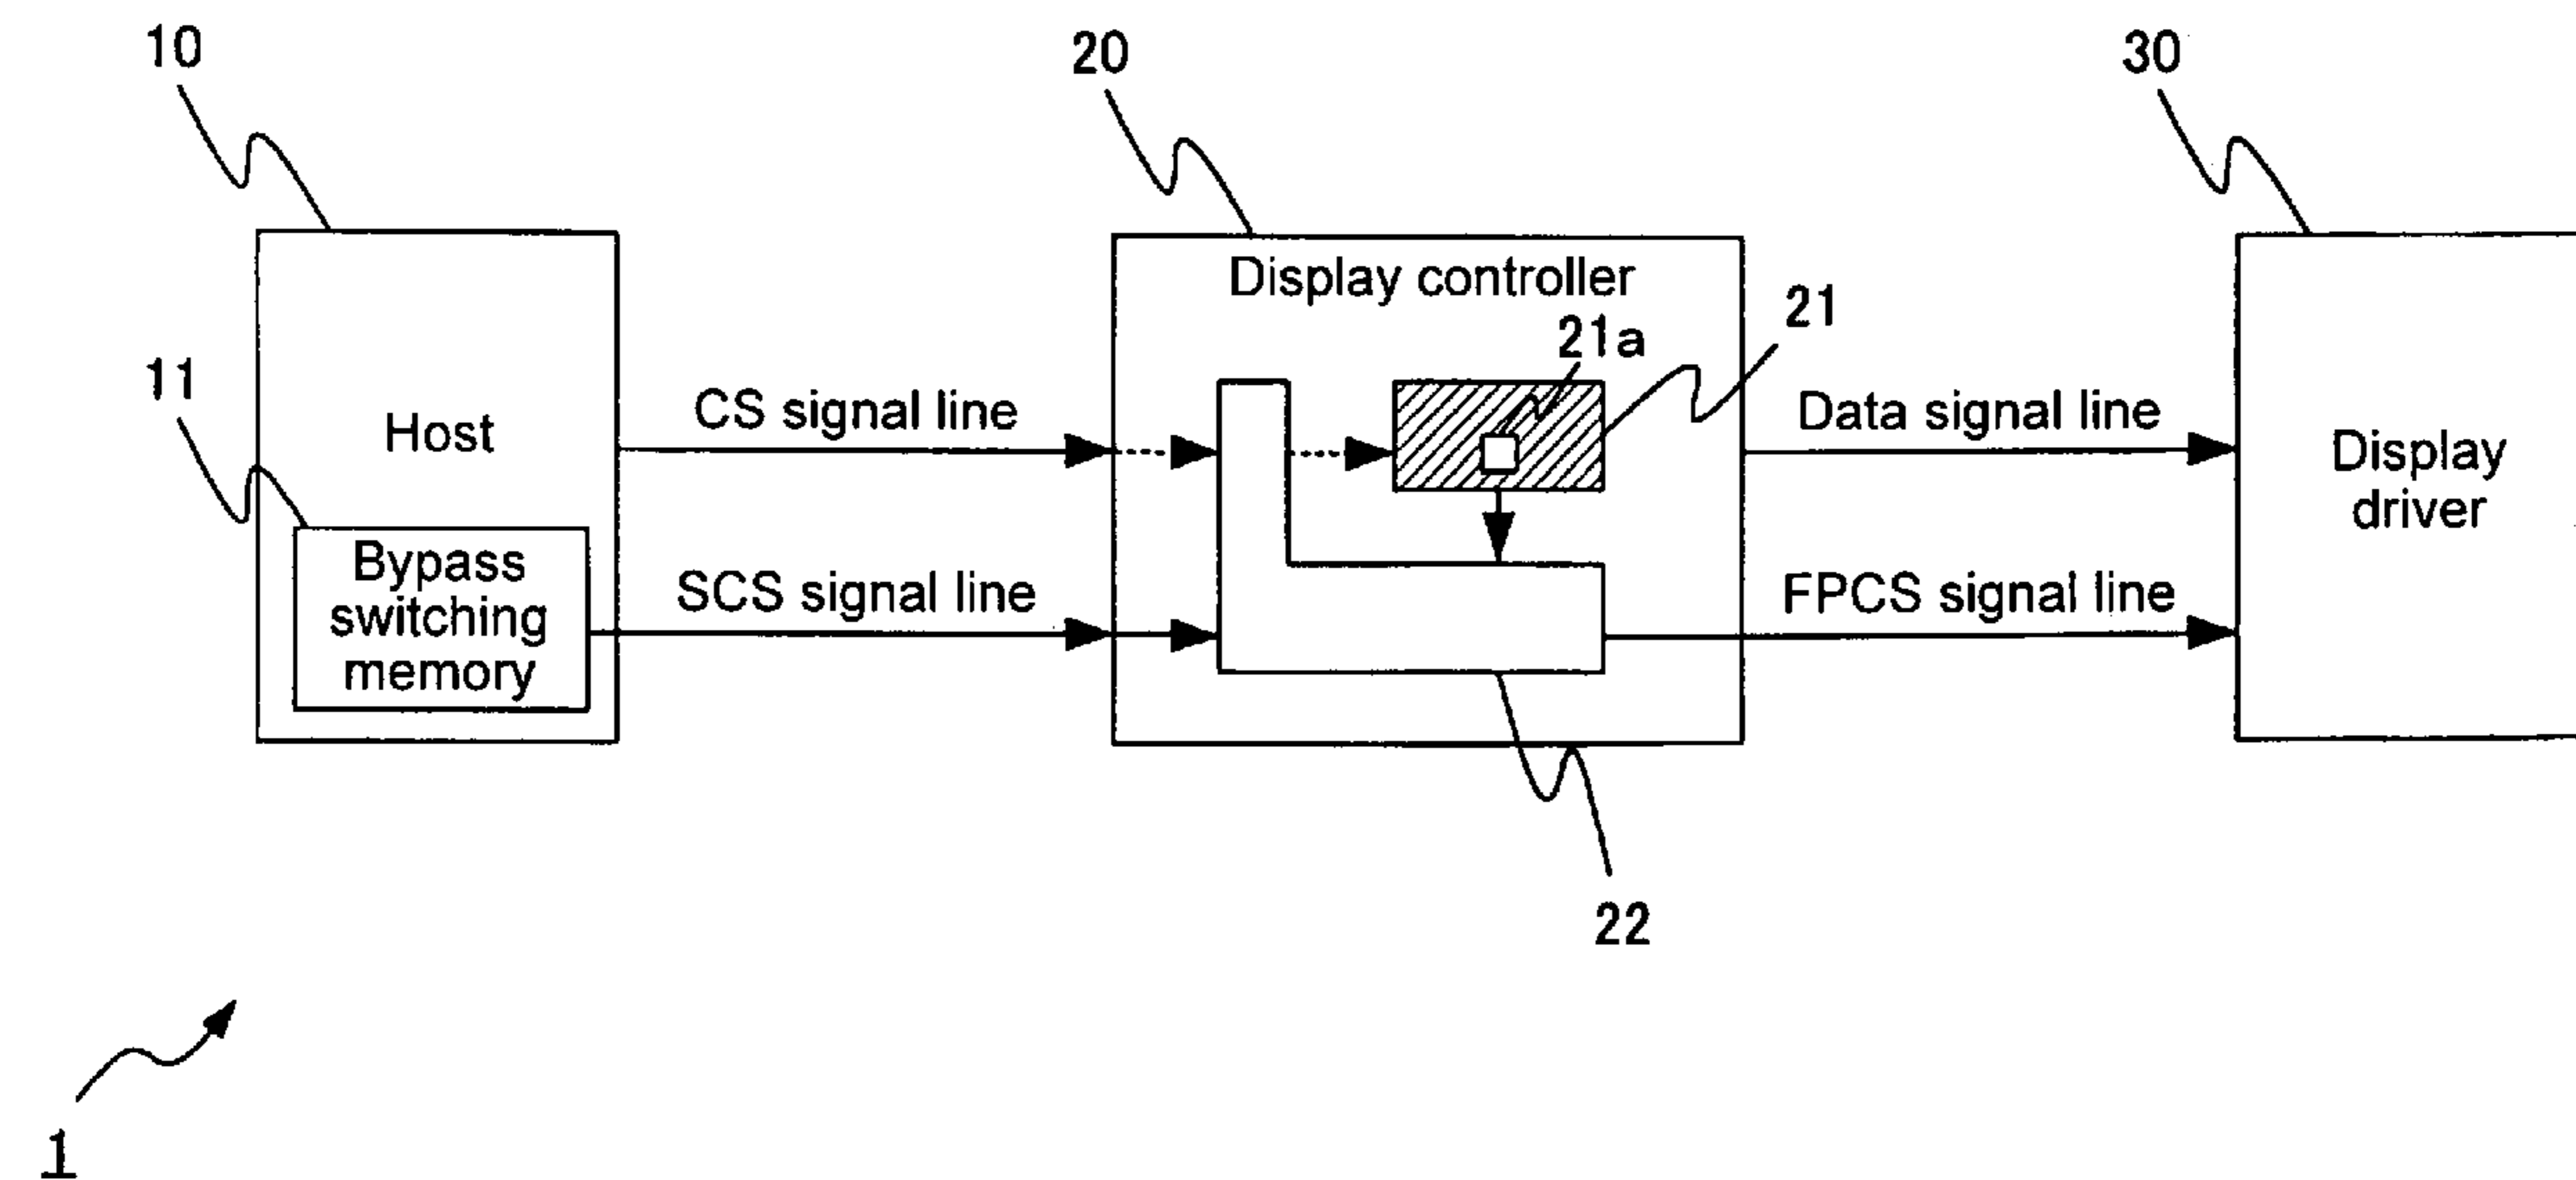 10
20
30
Display controller
21
21a
11
Host
CS signal line
Data signal line
Display
driver
Bypass
switching
memory
SCS signal line
FPCS signal line
22
1